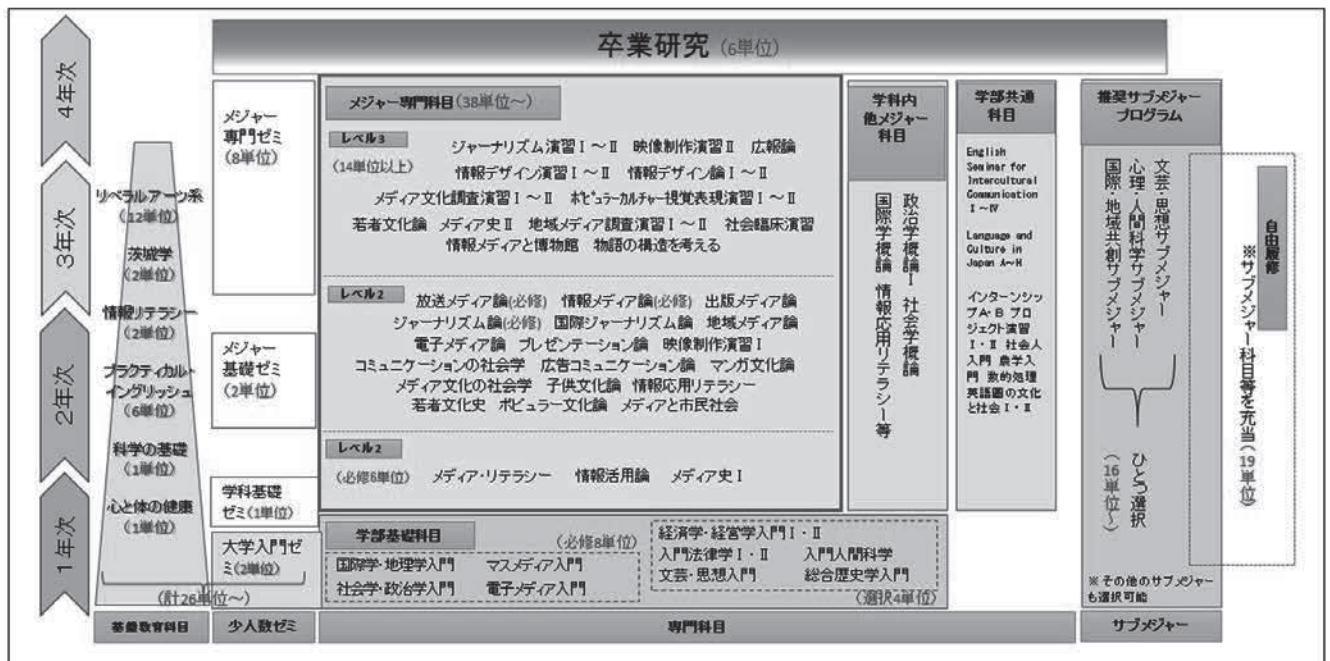 卒業研究(6単位)
4年次
3年次
2年次
1年次
リベラルアーツ系
(12単位)
茨城学
(2単位)
情報リテラシー
(2単位)
プラクティカル・
イングリッシュ
(6単位)
科学の基礎
(1単位)
心と体の健康
(1単位)
(計26単位～)
基盤教育科目
メジャー
専門ゼミ
(8単位)
メジャー
基礎ゼミ
(2単位)
学科基礎
ゼミ(1単位)
大学入門ゼ
ミ(2単位)
少人数ゼミ
メジャー専門科目(38単位～)
レベル3
(14単位以上)
ジャーナリズム演習Ⅰ～Ⅱ 映像制作演習Ⅱ 広報論
情報デザイン演習Ⅰ～Ⅱ 情報デザイン論Ⅰ～Ⅱ
メディア文化調査演習Ⅰ～Ⅱ ポピュラーカルチャー視覚表現演習Ⅰ～Ⅱ
若者文化論 メディア史Ⅱ 地域メディア調査演習Ⅰ～Ⅱ 社会臨床演習
情報メディアと博物館 物語の構造を考える
レベル2
放送メディア論(必修) 情報メディア論(必修) 出版メディア論
ジャーナリズム論(必修) 国際ジャーナリズム論 地域メディア論
電子メディア論 プレゼンテーション論 映像制作演習Ⅰ
コミュニケーションの社会学 広告コミュニケーション論 マンガ文化論
メディア文化の社会学 子供文化論 情報応用リテラシー
若者文化史 ポピュラー文化論 メディアと市民社会
レベル2
(必修6単位) メディア・リテラシー 情報活用論 メディア史Ⅰ
学部基礎科目
(必修8単位)
国際学・地理学入門 マスメディア入門
社会学・政治学入門 電子メディア入門
経済学・経営学入門Ⅰ・Ⅱ
入門法律学Ⅰ・Ⅱ 入門人間科学
文芸・思想入門 総合歴史学入門
(選択4単位)
専門科目
学科内
他メジャー
科目
政治学概論Ⅰ 社会学概論
国際学概論 情報応用リテラシー等
学部共通
科目
English
Seminar for
Intercultural
Communication
Ⅰ～Ⅳ
Language and
Culture in
Japan A～H
インターンシッ
プA・B プロ
ジェクト演習
Ⅰ・Ⅱ 社会人
入門 農学入
門 数的処理
英語圏の文化
と社会Ⅰ・Ⅱ
推奨サブメジャー
プログラム
文芸・思想サブメジャー
心理・人間科学サブメジャー
国際・地域共創サブメジャー
ひとつ選択
(16単位～)
※その他のサブメジャー
も選択可能
サブメジャー
自由履修
※サブメジャー科目等を充当(19単位)